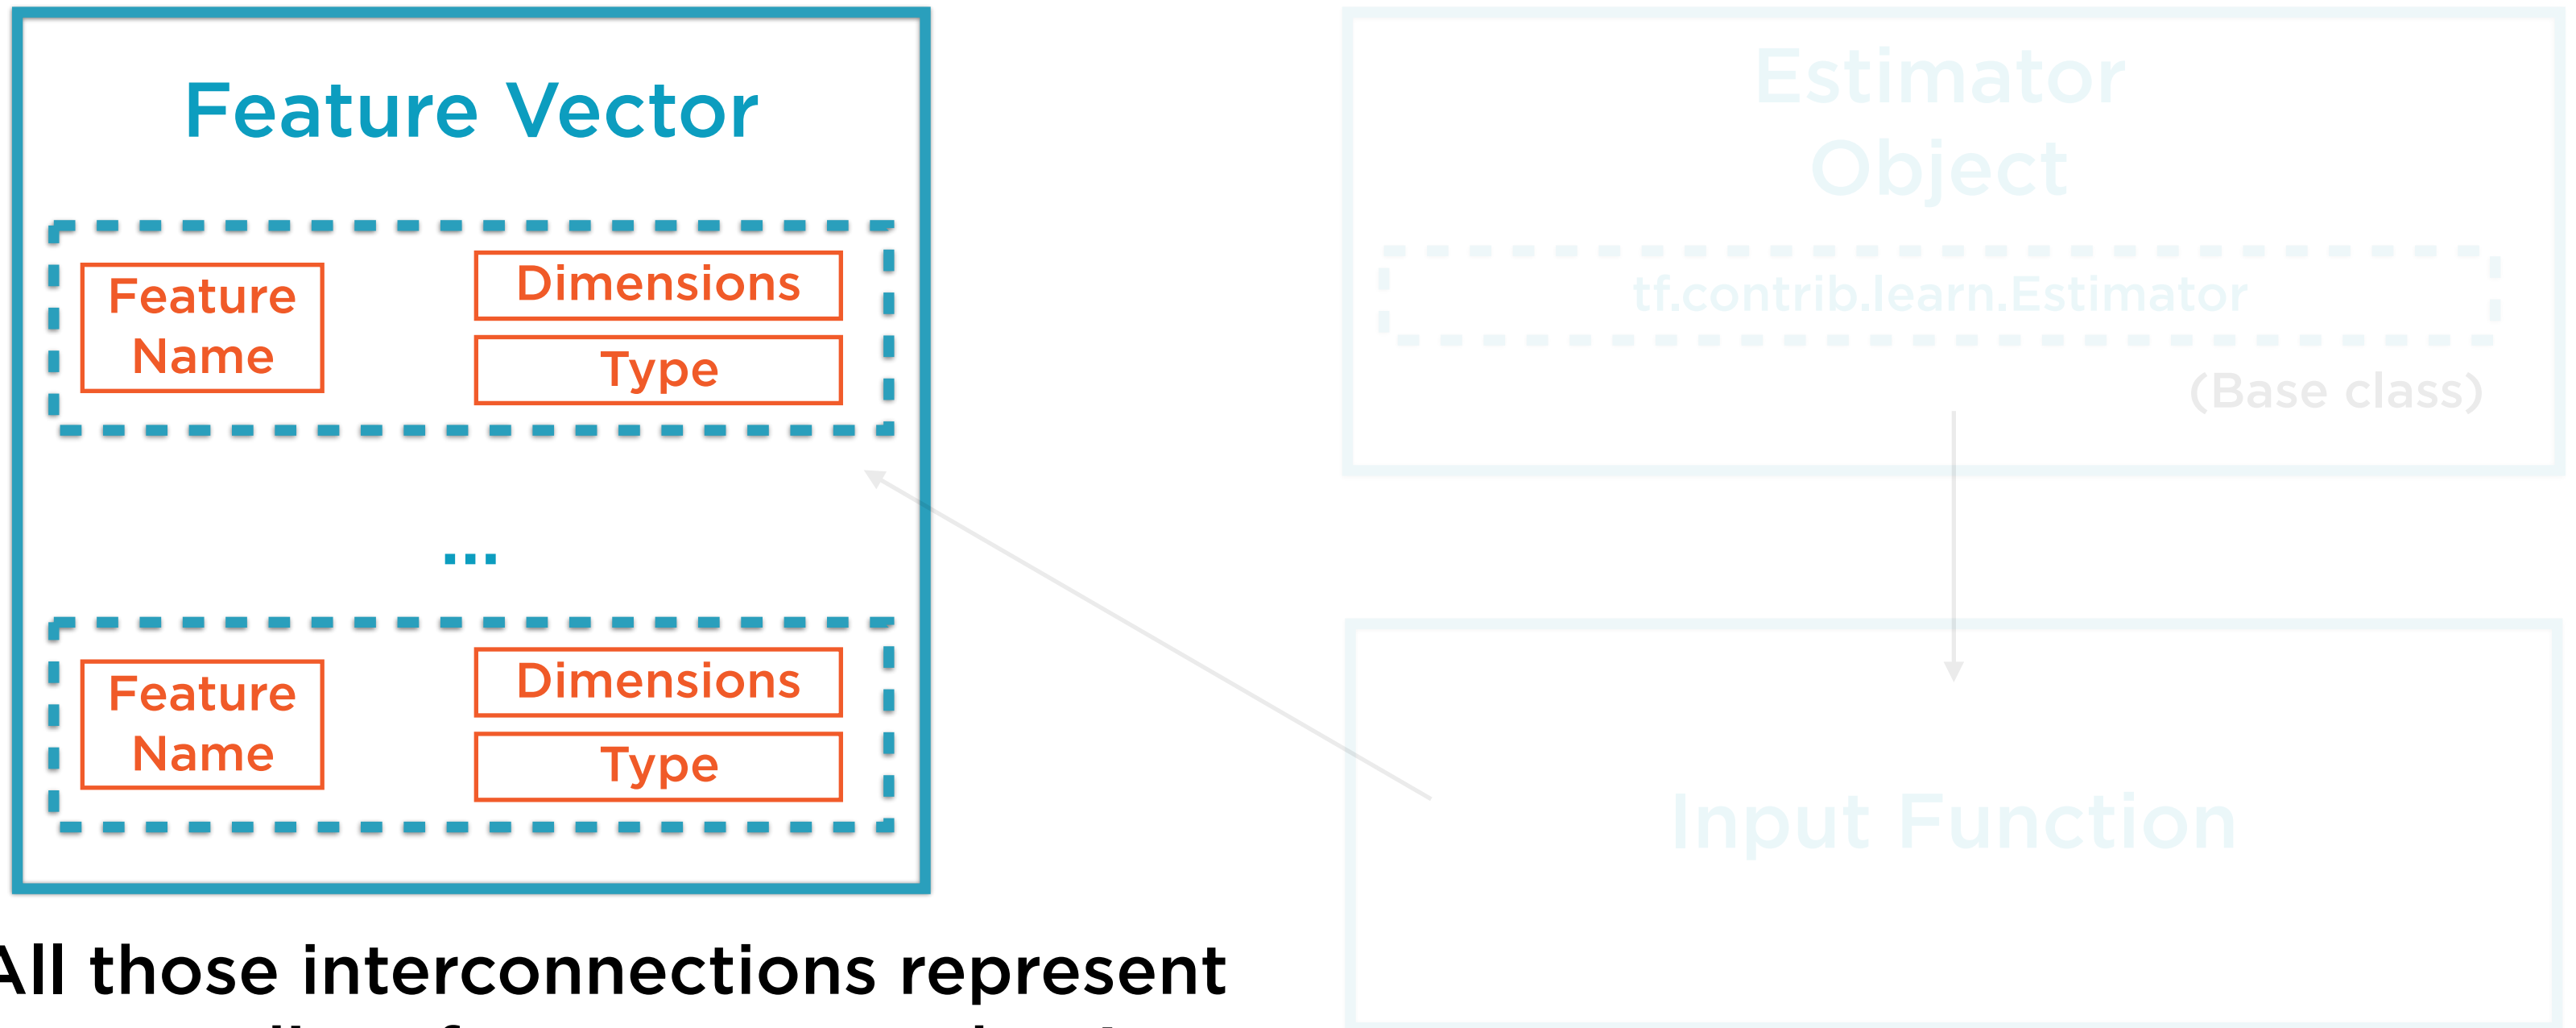 Feature Vector
Feature
Name
Dimensions
Type
...
Feature
Name
Dimensions
Type
Estimator
Object
tf.contrib.learn.Estimator
(Base class)
Input Function
All those interconnections represent